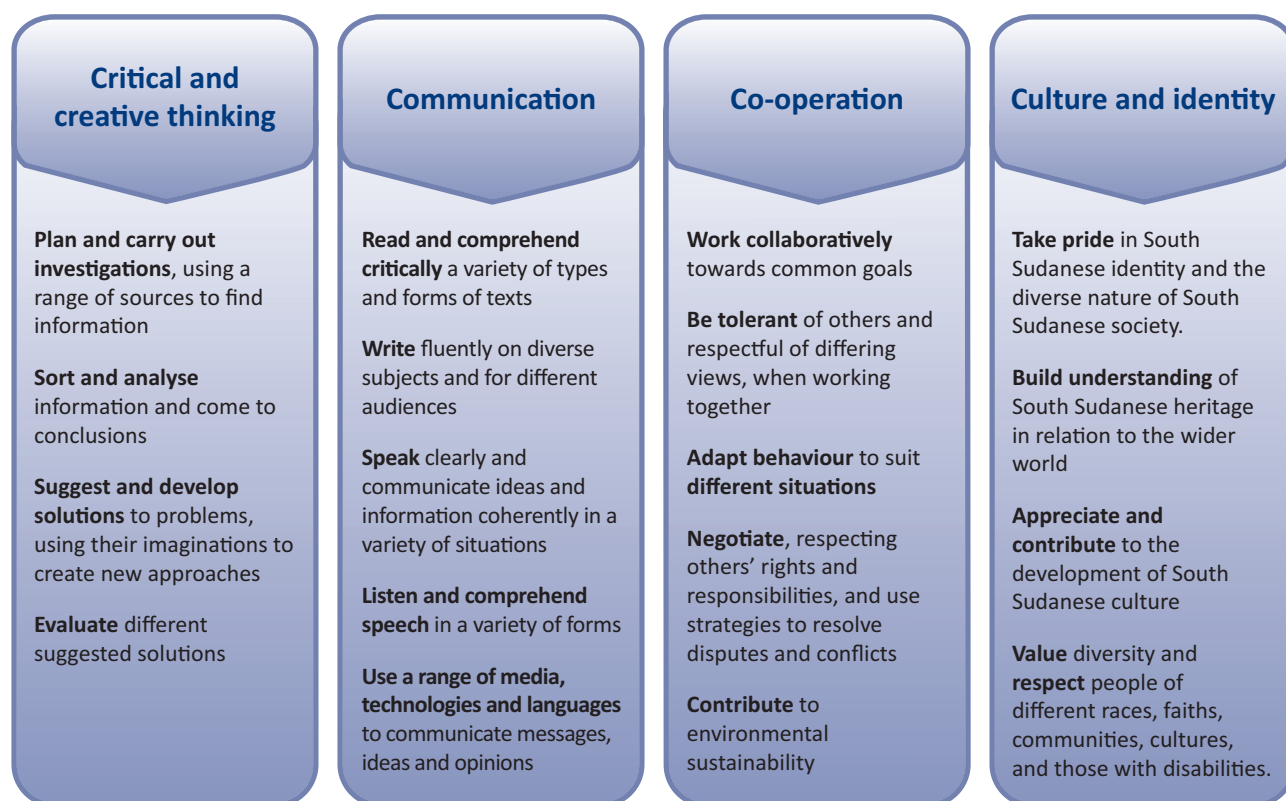 Critical and
creative thinking
Plan and carry out
investigations, using a
range of sources to find
information
Sort and analyse
information and come to
conclusions
Suggest and develop
solutions to problems,
using their imaginations to
create new approaches
Evaluate different
suggested solutions
Communication
Read and comprehend
critically a variety of types
and forms of texts
Write fluently on diverse
subjects and for different
audiences
Speak clearly and
communicate ideas and
information coherently in a
variety of situations
Listen and comprehend
speech in a variety of forms
Use a range of media,
technologies and languages
to communicate messages,
ideas and opinions
Co-operation
Work collaboratively
towards common goals
Be tolerant of others and
respectful of differing
views, when working
together
Adapt behaviour to suit
different situations
Negotiate, respecting
others’ rights and
responsibilities, and use
strategies to resolve
disputes and conflicts
Contribute to
environmental
sustainability
Culture and identity
Take pride in South
Sudanese identity and the
diverse nature of South
Sudanese society.
Build understanding of
South Sudanese heritage
in relation to the wider
world
Appreciate and
contribute to the
development of South
Sudanese culture
Value diversity and
respect people of
different races, faiths,
communities, cultures,
and those with disabilities.